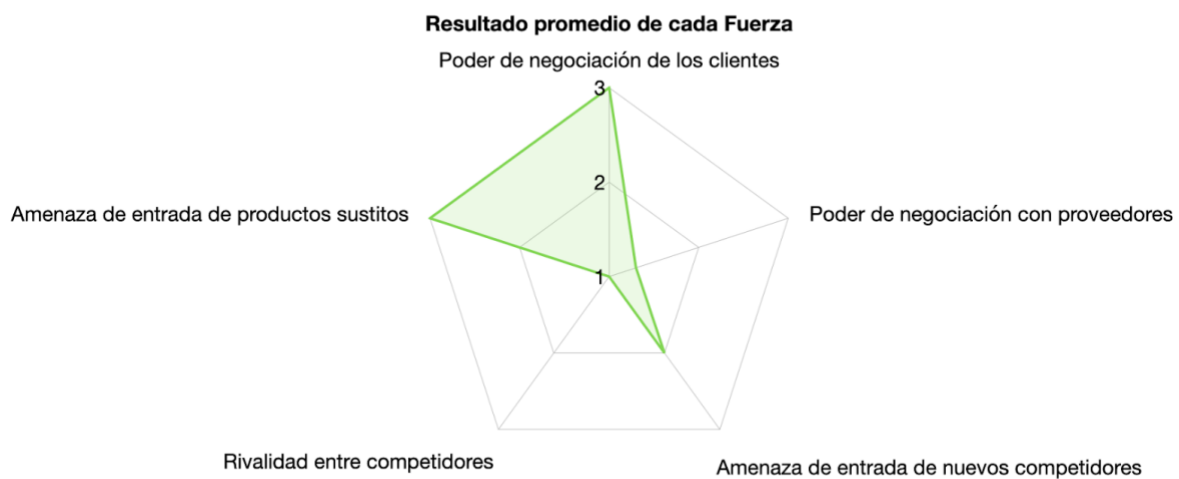 Resultado promedio de cada Fuerza
Poder de negociación de los clientes
3
2
Amenaza de entrada de productos sustitos
Poder de negociación con proveedores
1
Rivalidad entre competidores
Amenaza de entrada de nuevos competidores